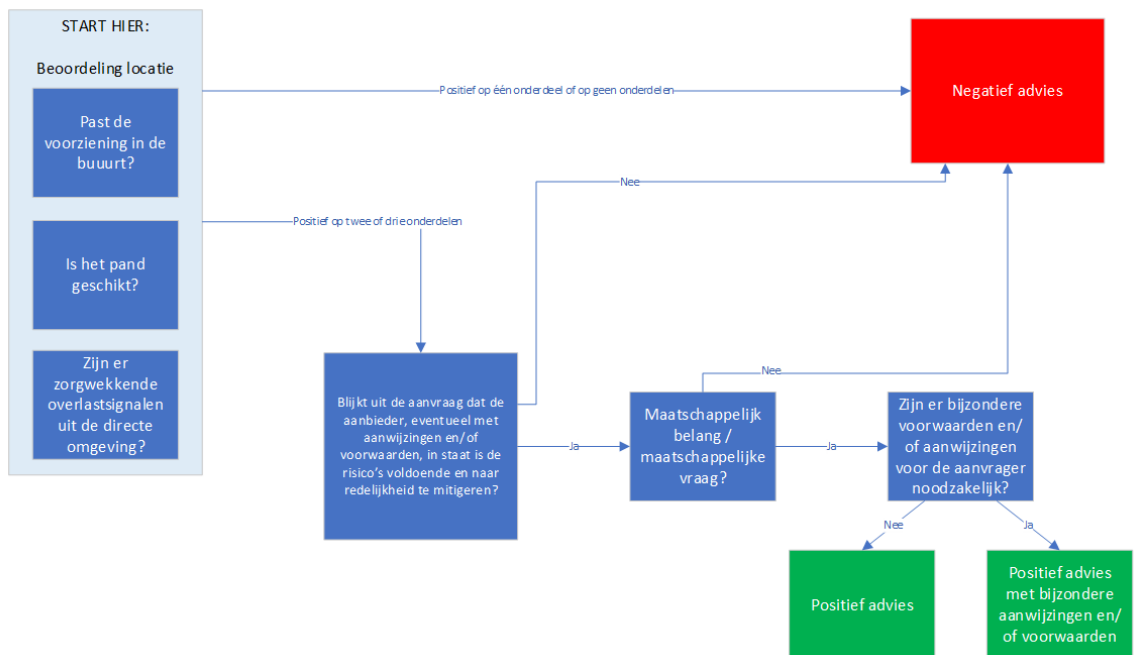 START HIER:
Beoordeling locatie
Past de
voorziening in de
buuurt?
Is het pand
geschikt?
Zijn er
zorgwekkende
overlastsignalen
uit de directe
omgeving?
Positief op één onderdeel of op geen onderdelen
Negatief advies
Nee
Positief op twee of drie onderdelen
Blijkt uit de aanvraag dat de
aanbieder, eventueel met
aanwijzingen en/of
voorwaarden, in staat is de
risico's voldoende en naar
redelijkheid te mitigeren?
Ja
Nee
Maatschappelijk
belang /
maatschappelijke
vraag?
Ja
Zijn er bijzondere
voorwaarden en/
of aanwijzingen
voor de aanvrager
noodzakelijk?
Nee
Ja
Positief advies
Positief advies
met bijzondere
aanwijzingen en/
of voorwaarden